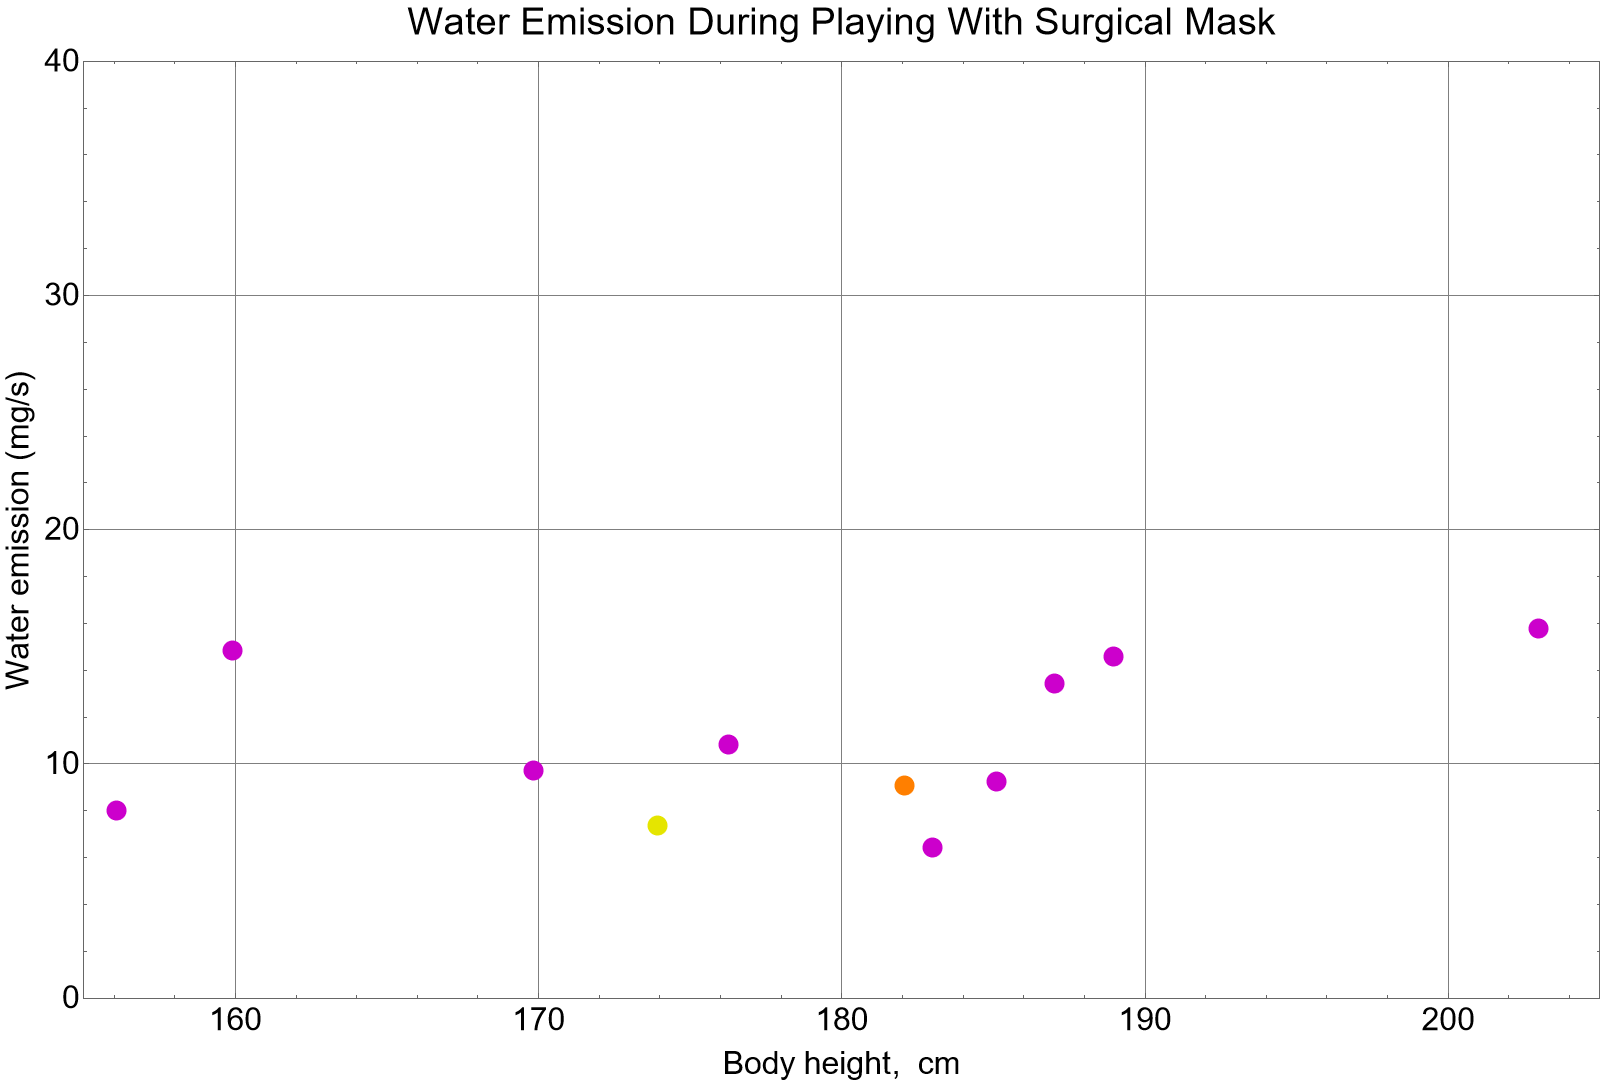 Water Emission During Playing With Surgical Mask
40
30
20
10
0
Water emission (mg/s)
160 170 180 190 200
Body height, cm